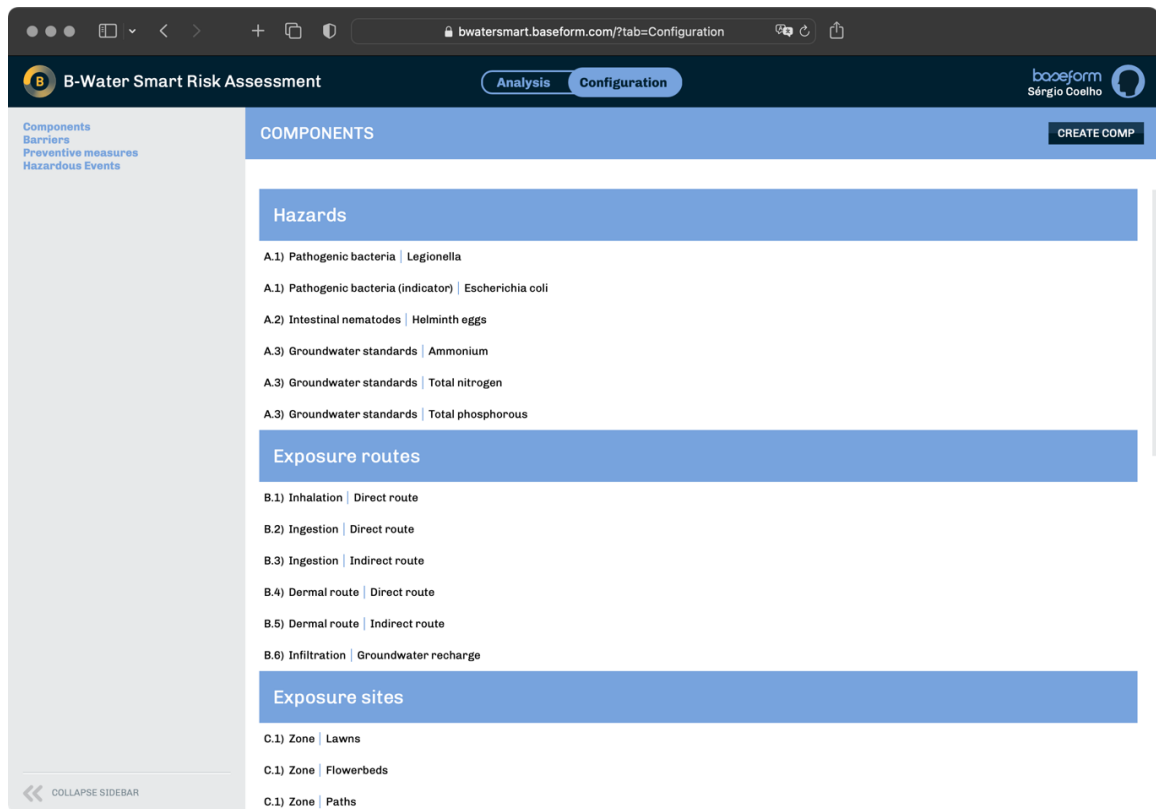 bwatersmart.baseform.com/?tab=Configuration
B
B-Water Smart Risk Assessment
Analysis
Configuration
baseform
Sérgio Coelho
Components
Barriers
Preventive measures
Hazardous Events
COMPONENTS
CREATE COMP
Hazards
A.1) Pathogenic bacteria | Legionella
A.1) Pathogenic bacteria (indicator) | Escherichia coli
A.2) Intestinal nematodes | Helminth eggs
A.3) Groundwater standards | Ammonium
A.3) Groundwater standards | Total nitrogen
A.3) Groundwater standards | Total phosphorous
Exposure routes
B.1) Inhalation | Direct route
B.2) Ingestion | Direct route
B.3) Ingestion | Indirect route
B.4) Dermal route | Direct route
B.5) Dermal route | Indirect route
B.6) Infiltration | Groundwater recharge
Exposure sites
C.1) Zone | Lawns
C.1) Zone | Flowerbeds
C.1) Zone | Paths
COLLAPSE SIDEBAR